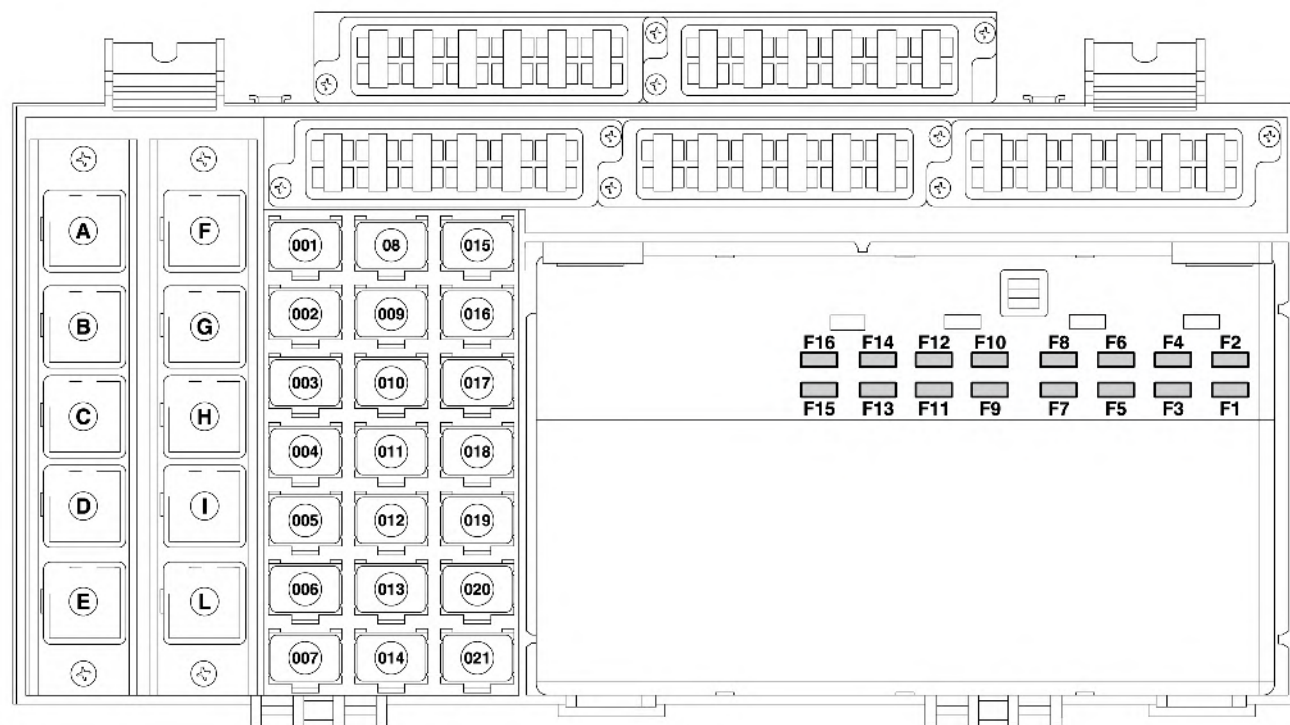 A F 001 08 015
B G 002 009 016
F16 F14 F12 F10 F8 F6 F4 F2
C H 003 010 017
F15 F13 F11 F9 F7 F5 F3 F1
004 011 018
D I 005 012 019
E L 006 013 020
007 014 021